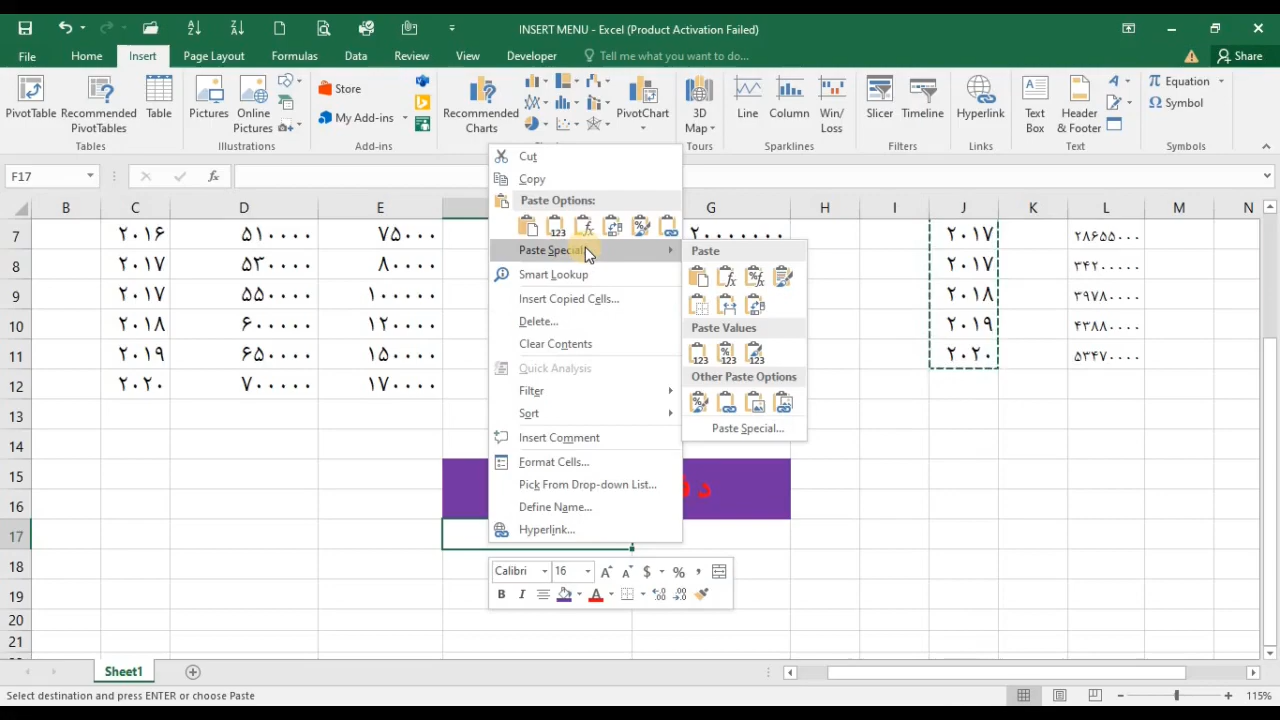 INSERT MENU - Excel (Product Activation Failed)
File Home Insert Page Layout Formulas Data Review View Developer Tell me what you want to do... Share
PivotTable Recommended PivotTables Table Pictures Online Pictures Store My Add-ins Recommended Charts PivotChart 3D Map Line Column Win/Loss Slicer Timeline Hyperlink Text Box Header & Footer Equation Symbol
Tables Illustrations Add-ins Tours Sparklines Filters Links Text Symbols
F17
B C D E G H I J K L M N
7 ۲۰۱۶ ۵۱۰۰۰۰ ۷۵۰۰۰ ۲۰۱۷ ۲۸۶۵۵۰۰۰
8 ۲۰۱۷ ۵۳۰۰۰۰ ۸۰۰۰۰ ۲۰۱۷ ۳۴۲۰۰۰۰۰
9 ۲۰۱۷ ۵۵۰۰۰۰ ۱۰۰۰۰۰ ۲۰۱۸ ۳۹۷۸۰۰۰۰
10 ۲۰۱۸ ۶۰۰۰۰۰ ۱۲۰۰۰۰ ۲۰۱۹ ۴۳۸۸۰۰۰۰
11 ۲۰۱۹ ۶۵۰۰۰۰ ۱۵۰۰۰۰ ۲۰۲۰ ۵۳۴۷۰۰۰۰
12 ۲۰۲۰ ۷۰۰۰۰۰ ۱۷۰۰۰۰
13
14
15
16
17
18
19
20
21
Cut
Copy
Paste Options:
Paste Special
Smart Lookup
Insert Copied Cells...
Delete...
Clear Contents
Quick Analysis
Filter
Sort
Insert Comment
Format Cells...
Pick From Drop-down List...
Define Name...
Hyperlink...
Paste
Paste Values
Other Paste Options
Paste Special...
Calibri 16
Sheet1
Select destination and press ENTER or choose Paste
115%